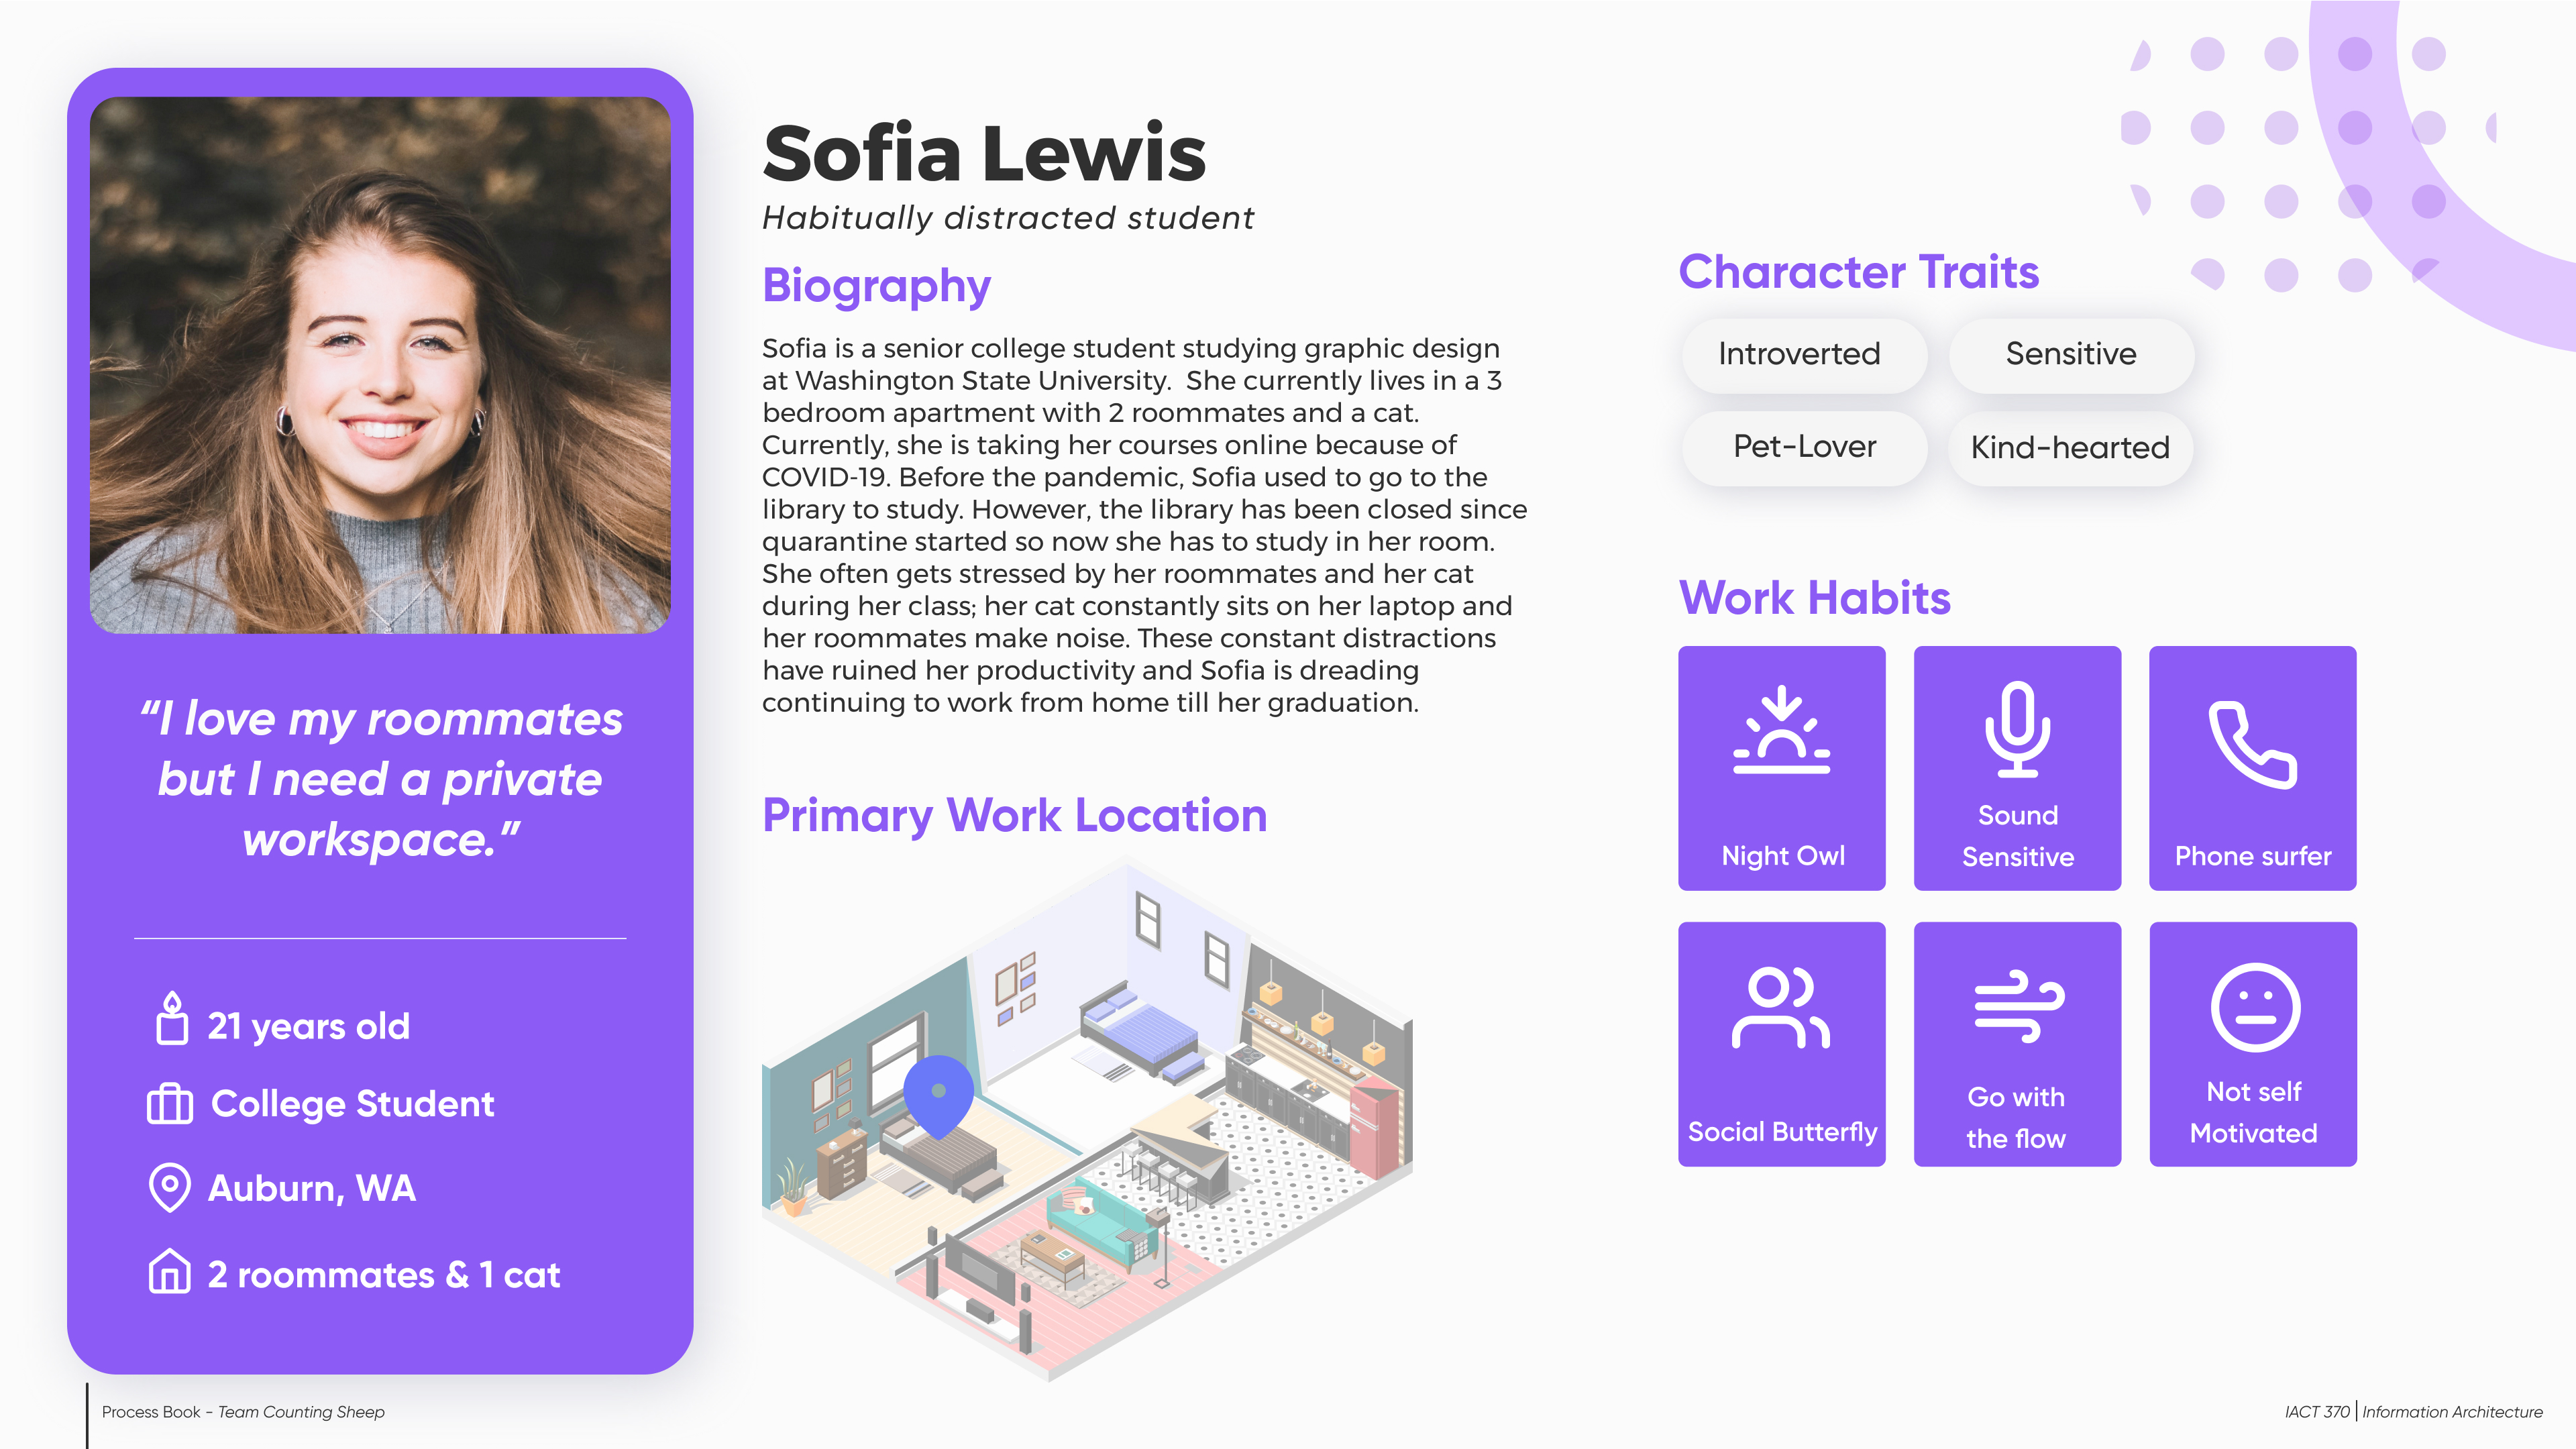 “I love my roommates
but I need a private
workspace.”
21 years old
College Student
Auburn, WA
2 roommates & 1 cat
Sofia Lewis
Habitually distracted student
Biography
Sofia is a senior college student studying graphic design
at Washington State University.  She currently lives in a 3
bedroom apartment with 2 roommates and a cat.
Currently, she is taking her courses online because of
COVID-19. Before the pandemic, Sofia used to go to the
library to study. However, the library has been closed since
quarantine started so now she has to study in her room.
She often gets stressed by her roommates and her cat
during her class; her cat constantly sits on her laptop and
her roommates make noise. These constant distractions
have ruined her productivity and Sofia is dreading
continuing to work from home till her graduation.
Primary Work Location
Character Traits
Introverted
Sensitive
Pet-Lover
Kind-hearted
Work Habits
Night Owl
Sound
Sensitive
Phone surfer
Social Butterfly
Go with
the flow
Not self
Motivated
Process Book - Team Counting Sheep
IACT 370 | Information Architecture